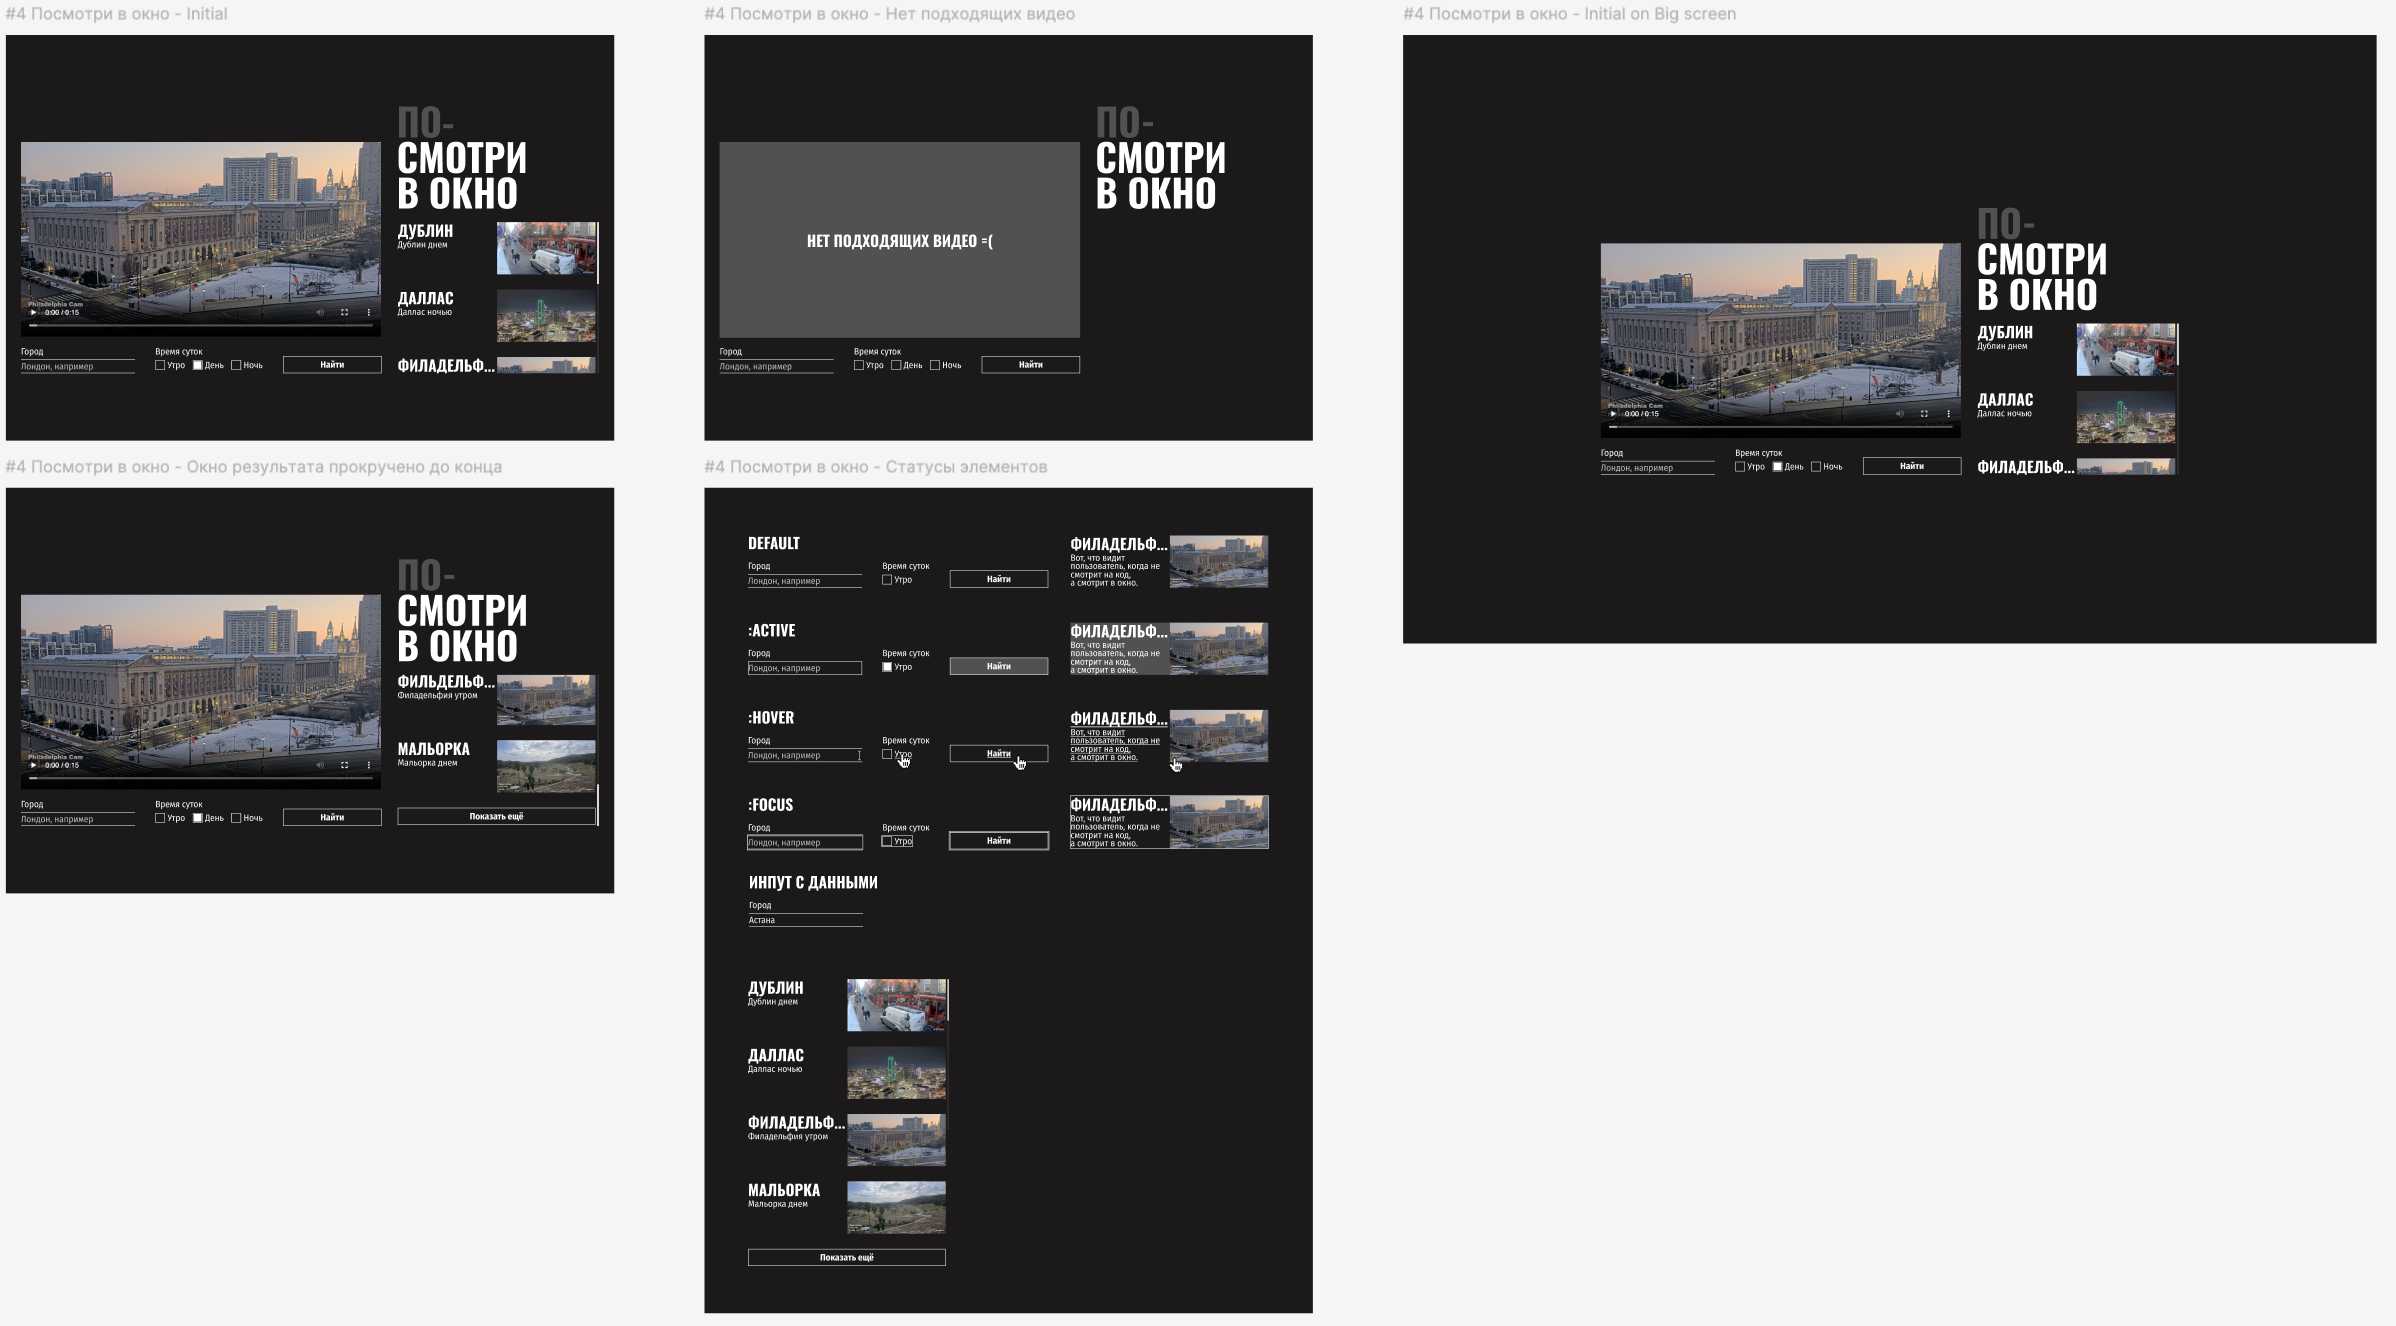 #4 Посмотри в окно - Initial
ПО-
СМОТРИ
В ОКНО
ДУБЛИН
Дублин днем
ДАЛЛАС
Даллас ночью
ФИЛАДЕЛЬФ...
Philadelphia Cam
0:00 / 0:15
Город
Лондон, например
Время суток
Утро День Ночь
Найти
#4 Посмотри в окно - Нет подходящих видео
ПО-
СМОТРИ
В ОКНО
НЕТ ПОДХОДЯЩИХ ВИДЕО =(
Город
Лондон, например
Время суток
Утро День Ночь
Найти
#4 Посмотри в окно - Initial on Big screen
ПО-
СМОТРИ
В ОКНО
ДУБЛИН
Дублин днем
ДАЛЛАС
Даллас ночью
ФИЛАДЕЛЬФ...
Philadelphia Cam
0:00 / 0:15
Город
Лондон, например
Время суток
Утро День Ночь
Найти
#4 Посмотри в окно - Окно результата прокручено до конца
ПО-
СМОТРИ
В ОКНО
ФИЛЬДЕЛЬФ...
Филадельфия утром
МАЛЬОРКА
Мальорка днем
Показать ещё
Philadelphia Cam
0:00 / 0:15
Город
Лондон, например
Время суток
Утро День Ночь
Найти
#4 Посмотри в окно - Статусы элементов
DEFAULT
Город
Лондон, например
Время суток
Утро
Найти
ФИЛАДЕЛЬФ...
Вот, что видит
пользователь, когда не
смотрит на код,
а смотрит в окно.
:ACTIVE
Город
Лондон, например
Время суток
Утро
Найти
ФИЛАДЕЛЬФ...
Вот, что видит
пользователь, когда не
смотрит на код,
а смотрит в окно.
:HOVER
Город
Лондон, например
Время суток
Утро
Найти
ФИЛАДЕЛЬФ...
Вот, что видит
пользователь, когда не
смотрит на код,
а смотрит в окно.
:FOCUS
Город
Лондон, например
Время суток
Утро
Найти
ФИЛАДЕЛЬФ...
Вот, что видит
пользователь, когда не
смотрит на код,
а смотрит в окно.
ИНПУТ С ДАННЫМИ
Город
Астана
ДУБЛИН
Дублин днем
ДАЛЛАС
Даллас ночью
ФИЛАДЕЛЬФ...
Филадельфия утром
МАЛЬОРКА
Мальорка днем
Показать ещё